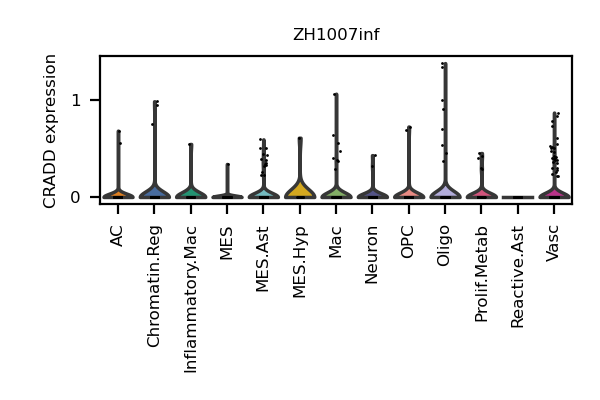 ZH1007inf
CRADD expression
1
0
AC
Chromatin.Reg
Inflammatory.Mac
MES
MES.Ast
MES.Hyp
Mac
Neuron
OPC
Oligo
Prolif.Metab
Reactive.Ast
Vasc